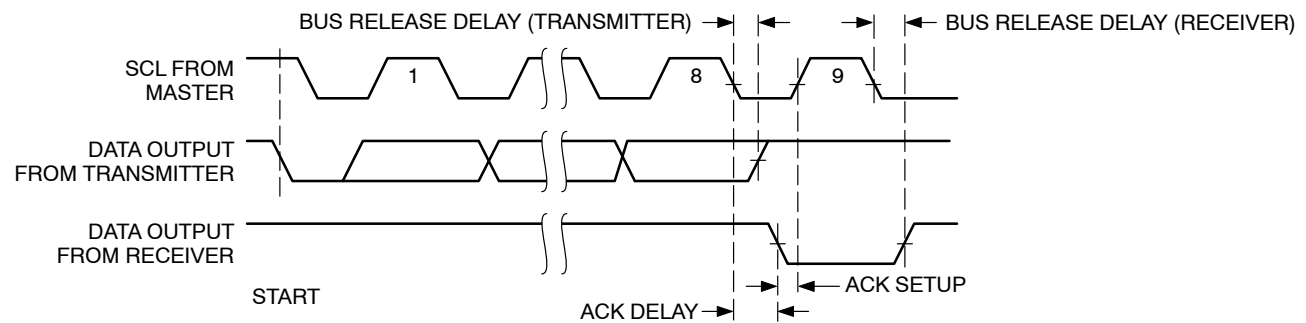 BUS RELEASE DELAY (TRANSMITTER)
BUS RELEASE DELAY (RECEIVER)
SCL FROM
MASTER
1
8
9
DATA OUTPUT
FROM TRANSMITTER
DATA OUTPUT
FROM RECEIVER
START
ACK SETUP
ACK DELAY